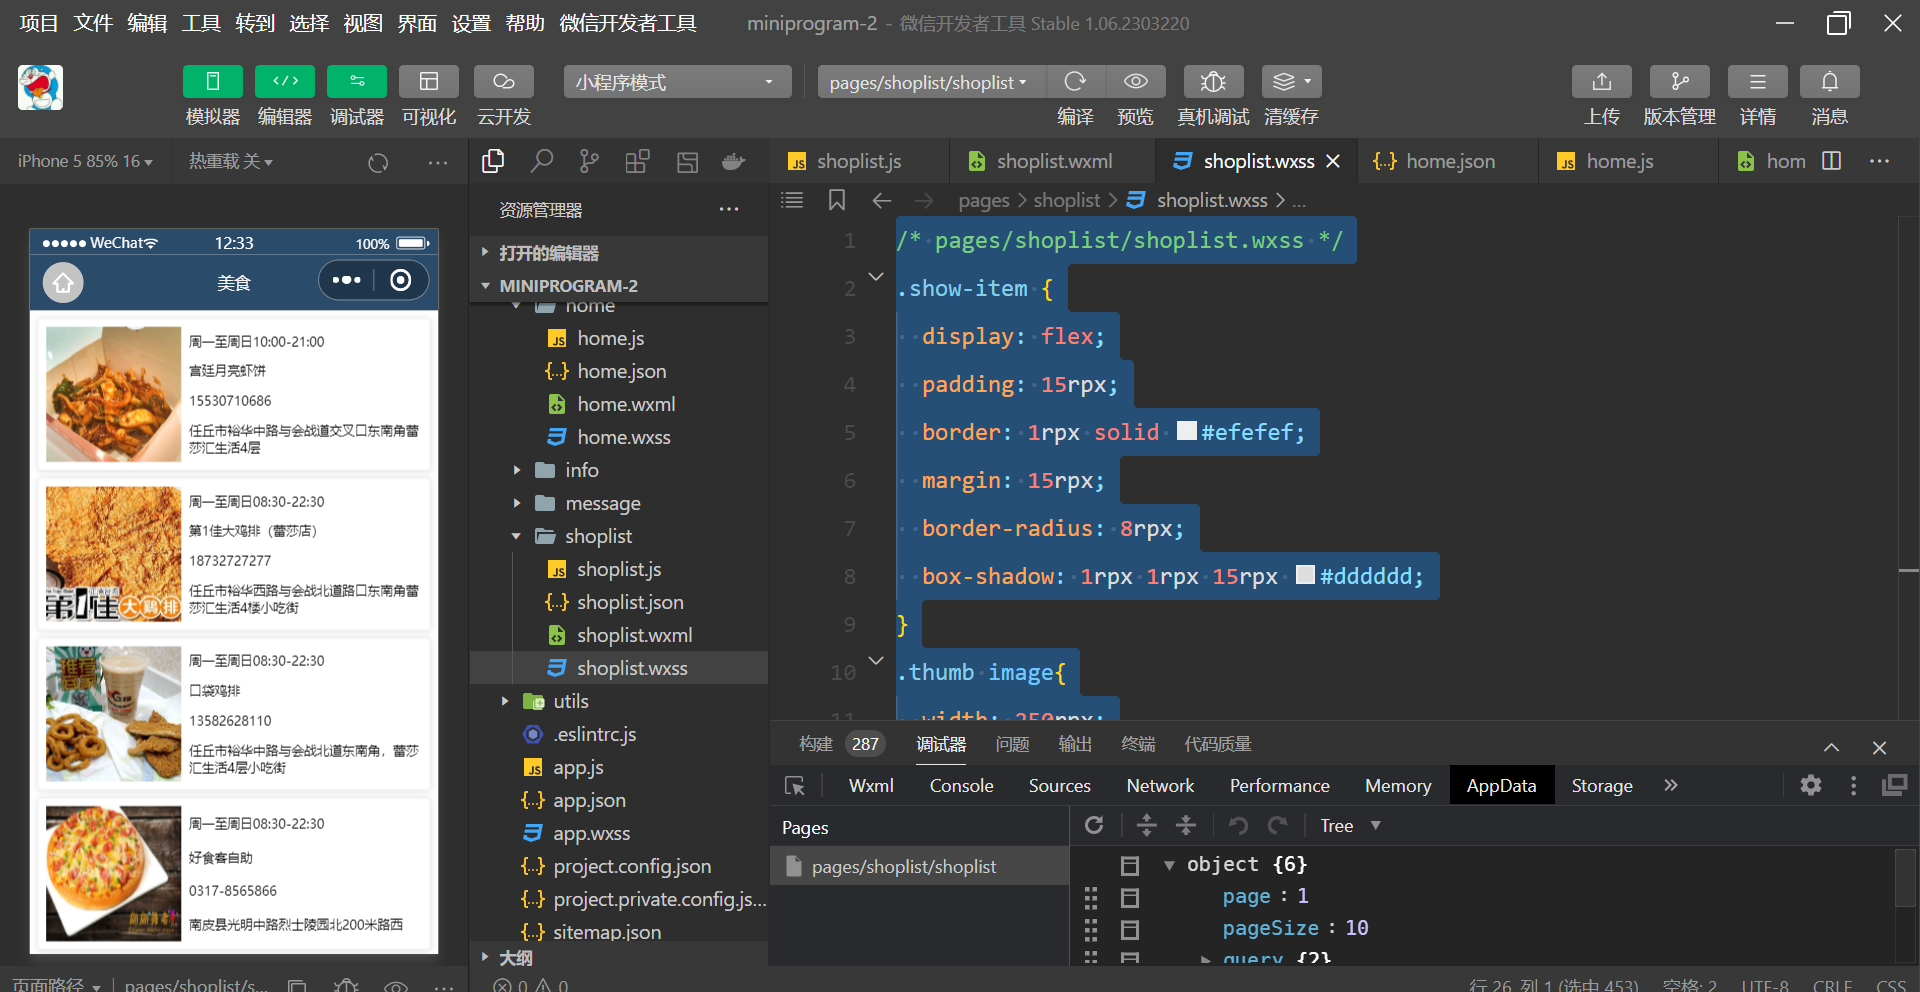 项目 文件 编辑 工具 转到 选择 视图 界面 设置 帮助 微信开发者工具 miniprogram-2 - 微信开发者工具 Stable 1.06.2303220
小程序模式 pages/shoplist/shoplist
模拟器 编辑器 调试器 可视化 云开发 编译 预览 真机调试 清缓存 上传 版本管理 详情 消息
iPhone 5 85% 16 热重载 关
shoplist.js shoplist.wxml shoplist.wxss home.json home.js hom
资源管理器
pages > shoplist > shoplist.wxss > ...
打开的编辑器
MINIPROGRAM-2
home
home.js
home.json
home.wxml
home.wxss
info
message
shoplist
shoplist.js
shoplist.json
shoplist.wxml
shoplist.wxss
utils
.eslintrc.js
app.js
app.json
app.wxss
project.config.json
project.private.config.js...
sitemap.json
大纲
WeChat 12:33 100%
美食
周一至周日10:00-21:00
宫廷月亮虾饼
15530710686
任丘市裕华中路与会战道交叉口东南角蕾
莎汇生活4层
周一至周日08:30-22:30
第1佳大鸡排（蕾莎店）
18732727277
任丘市裕华西路与会战北道路口东南角蕾
莎汇生活4楼小吃街
第1佳 大鸡排
周一至周日08:30-22:30
口袋鸡排
13582628110
任丘市裕华中路与会战北道东南角，蕾莎
汇生活4层小吃街
周一至周日08:30-22:30
好食客自助
0317-8565866
南皮县光明中路烈士陵园北200米路西
1 /* pages/shoplist/shoplist.wxss */
2 .show-item {
3 display: flex;
4 padding: 15rpx;
5 border: 1rpx solid #efefef;
6 margin: 15rpx;
7 border-radius: 8rpx;
8 box-shadow: 1rpx 1rpx 15rpx #dddddd;
9 }
10 .thumb image{
11 width: 250rpx;
构建 287 调试器 问题 输出 终端 代码质量
Wxml Console Sources Network Performance Memory AppData Storage
Pages
pages/shoplist/shoplist
Tree
object {6}
page : 1
pageSize : 10
query {2}
页面路径 pages/shoplist/s... 0 0 行 26, 列 1 (选中 453) 空格: 2 UTF-8 CRLF CSS